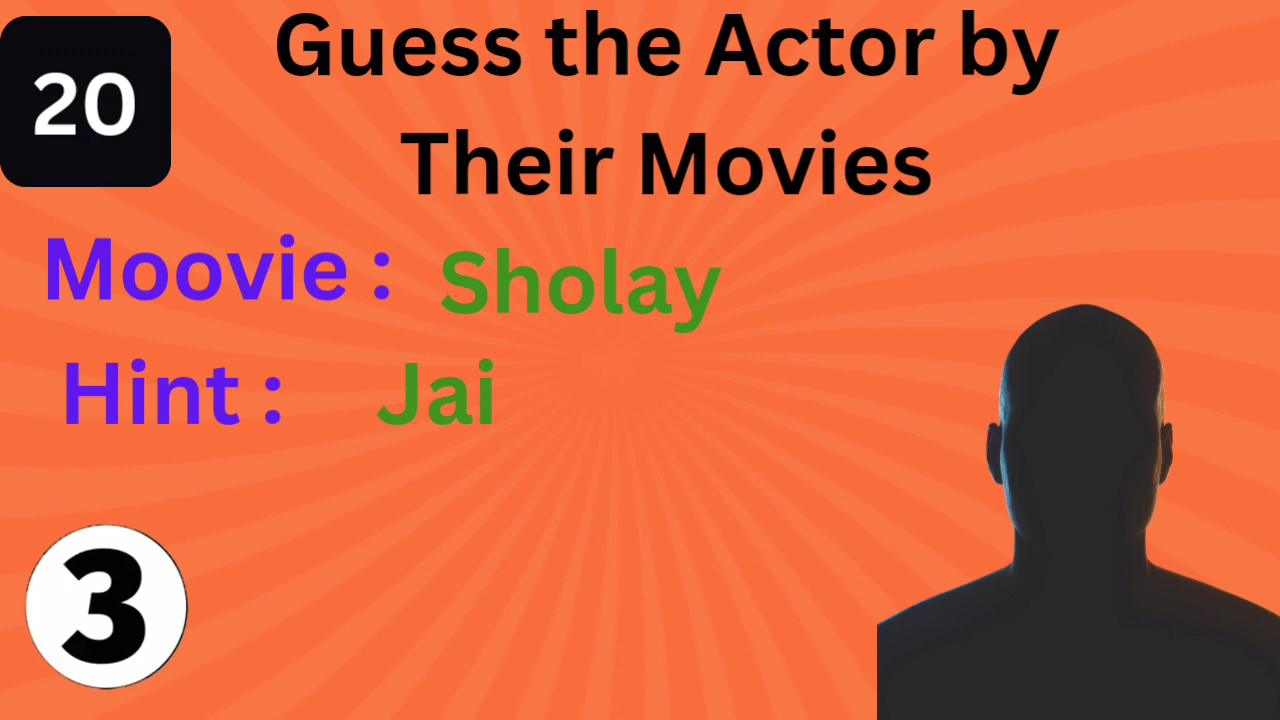 20
Guess the Actor by
Their Movies
Moovie : Sholay
Hint : Jai
3